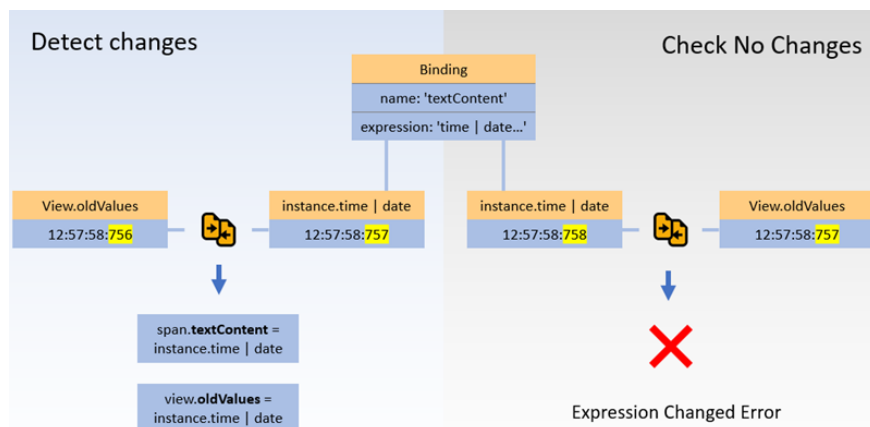 Detect changes
Check No Changes
Binding
name: 'textContent'
expression: 'time | date...'
View.oldValues
12:57:58:756
instance.time | date
12:57:58:757
instance.time | date
12:57:58:758
View.oldValues
12:57:58:757
span.textContent =
instance.time | date
view.oldValues =
instance.time | date
Expression Changed Error